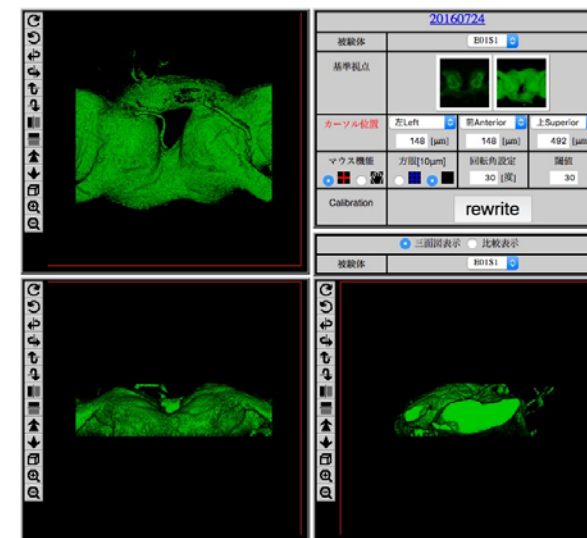 20160724
被験体 E01S1
基準視点
カーソル位置 左Left 前Anterior 上Superior
148 [μm] 148 [μm] 492 [μm
マウス機能 方眼[10μm] 回転角設定 閾値
30 [度] 30
Calibration rewrite
三面図表示 比較表示
被験体 E01S1